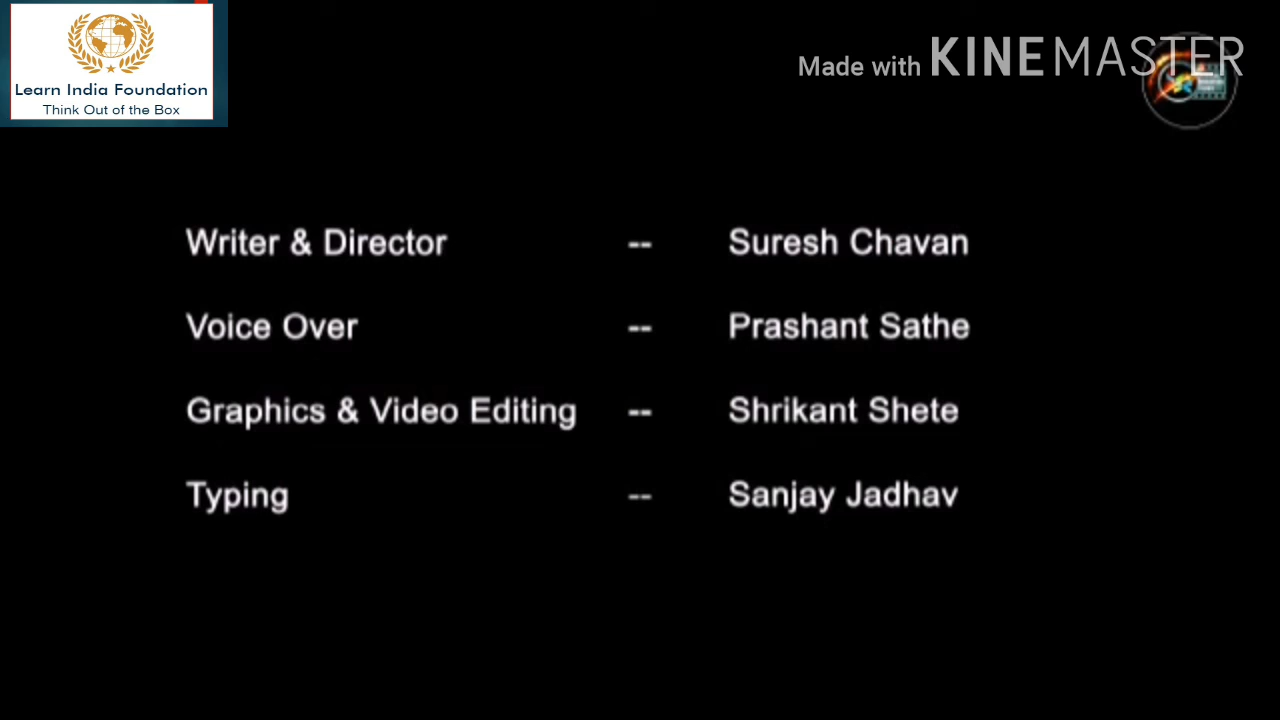 Learn India Foundation
Think Out of the Box
Made with KINEMASTER
Writer & Director -- Suresh Chavan
Voice Over -- Prashant Sathe
Graphics & Video Editing -- Shrikant Shete
Typing -- Sanjay Jadhav